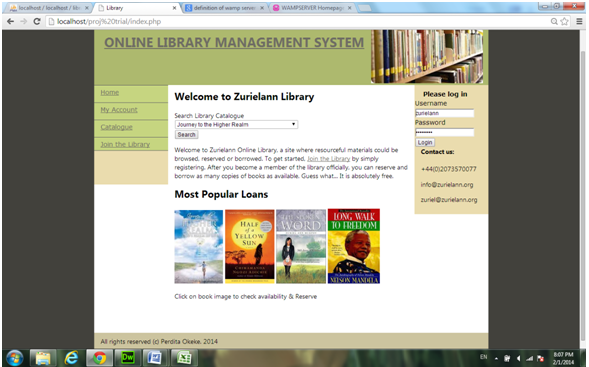 localhost / localhost / libr
Library
definition of wamp server
WAMPSERVER Homepage
localhost/proj%20trial/index.php
ONLINE LIBRARY MANAGEMENT SYSTEM
Home
My Account
Catalogue
Join the Library
Welcome to Zurielann Library
Search Library Catalogue
Journey to the Higher Realm
Search
Welcome to Zurielann Online Library, a site where resourceful materials could be
browsed, reserved or borrowed. To get started, Join the Library by simply
registering. After you become a member of the library officially, you can reserve and
borrow as many copies of books as available. Guess what... It is absolutely free.
Most Popular Loans
HALF of a
YELLOW
SUN
WORD
LONG WALK
TO FREEDOM
NELSON
MANDELA
Click on book image to check availability & Reserve
Please log in
Username
zurielann
Password
Login
Contact us:
+44(0)2073570077
info@zurielann.org
zuriel@zurielann.org
All rights reserved (c) Perdita Okeke, 2014
Dw
EN
8:07 PM
2/1/2014